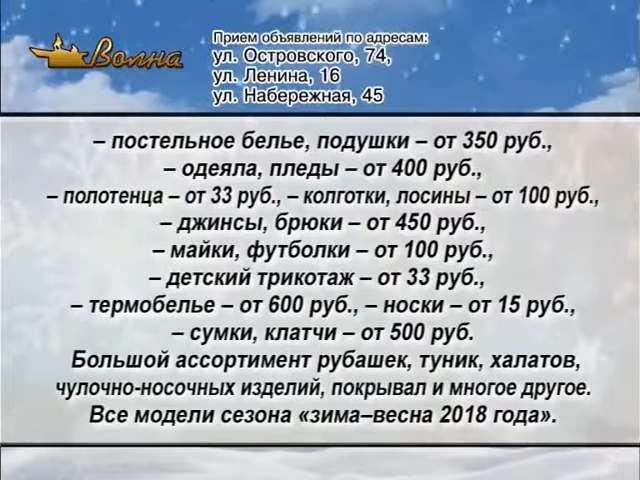 Волна
Прием объявлений по адресам:
ул. Островского, 74,
ул. Ленина, 16
ул. Набережная, 45
– постельное белье, подушки – от 350 руб.,
– одеяла, пледы – от 400 руб.,
– полотенца – от 33 руб., – колготки, лосины – от 100 руб.,
– джинсы, брюки – от 450 руб.,
– майки, футболки – от 100 руб.,
– детский трикотаж – от 33 руб.,
– термобелье – от 600 руб., – носки – от 15 руб.,
– сумки, клатчи – от 500 руб.
Большой ассортимент рубашек, туник, халатов,
чулочно-носочных изделий, покрывал и многое другое.
Все модели сезона «зима–весна 2018 года».